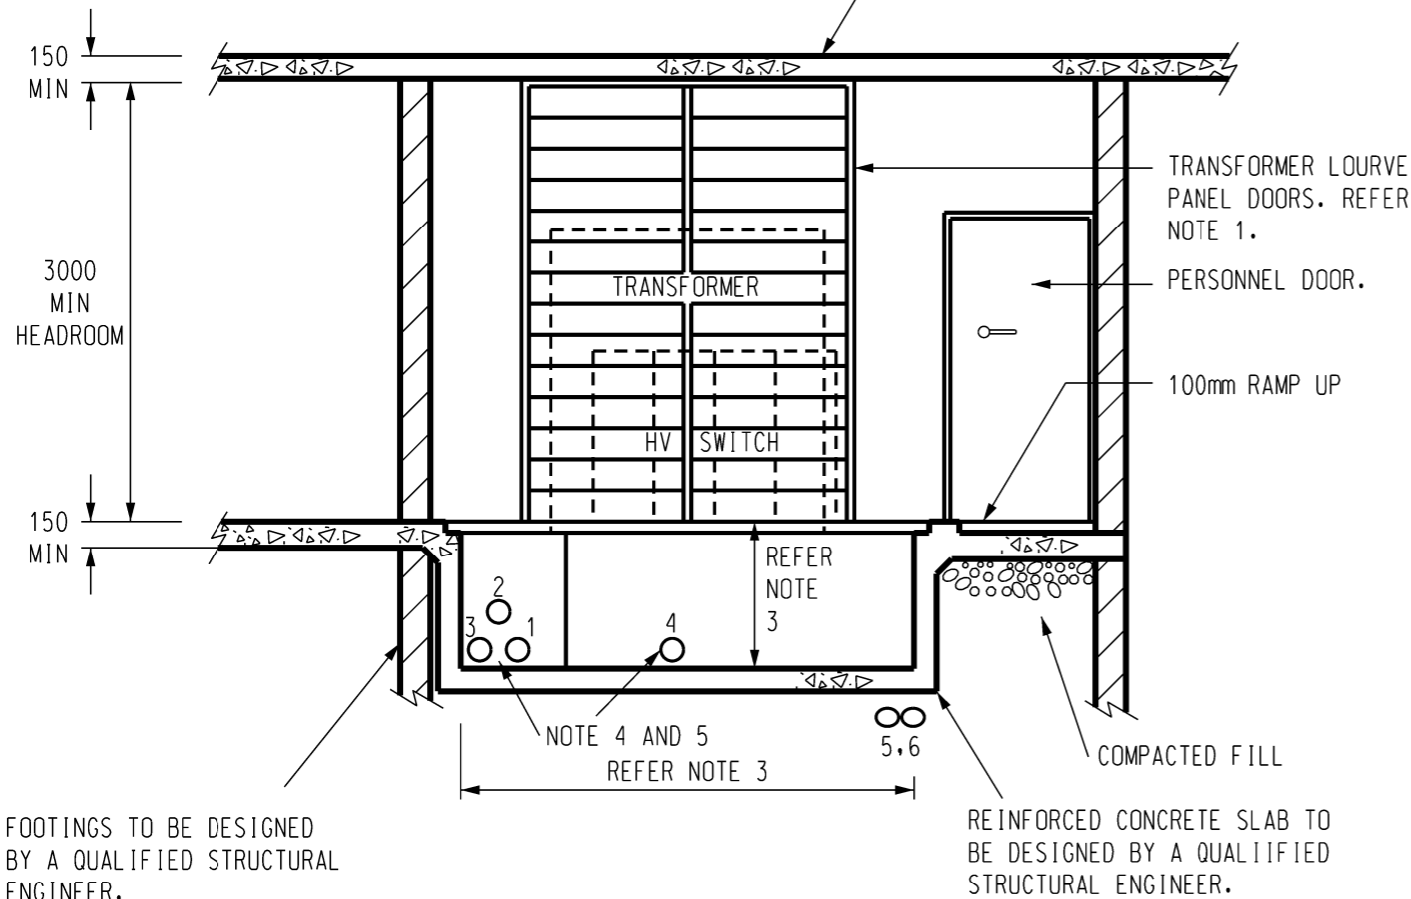 150
MIN
3000
MIN
HEADROOM
150
MIN
TRANSFORMER LOURVE
PANEL DOORS. REFER
NOTE 1.
PERSONNEL DOOR.
100mm RAMP UP
TRANSFORMER
HV SWITCH
REFER
NOTE
3
2
3
1
4
NOTE 4 AND 5
REFER NOTE 3
5,6
COMPACTED FILL
FOOTINGS TO BE DESIGNED
BY A QUALIFIED STRUCTURAL
ENGINEER.
REINFORCED CONCRETE SLAB TO
BE DESIGNED BY A QUALIIFIED
STRUCTURAL ENGINEER.